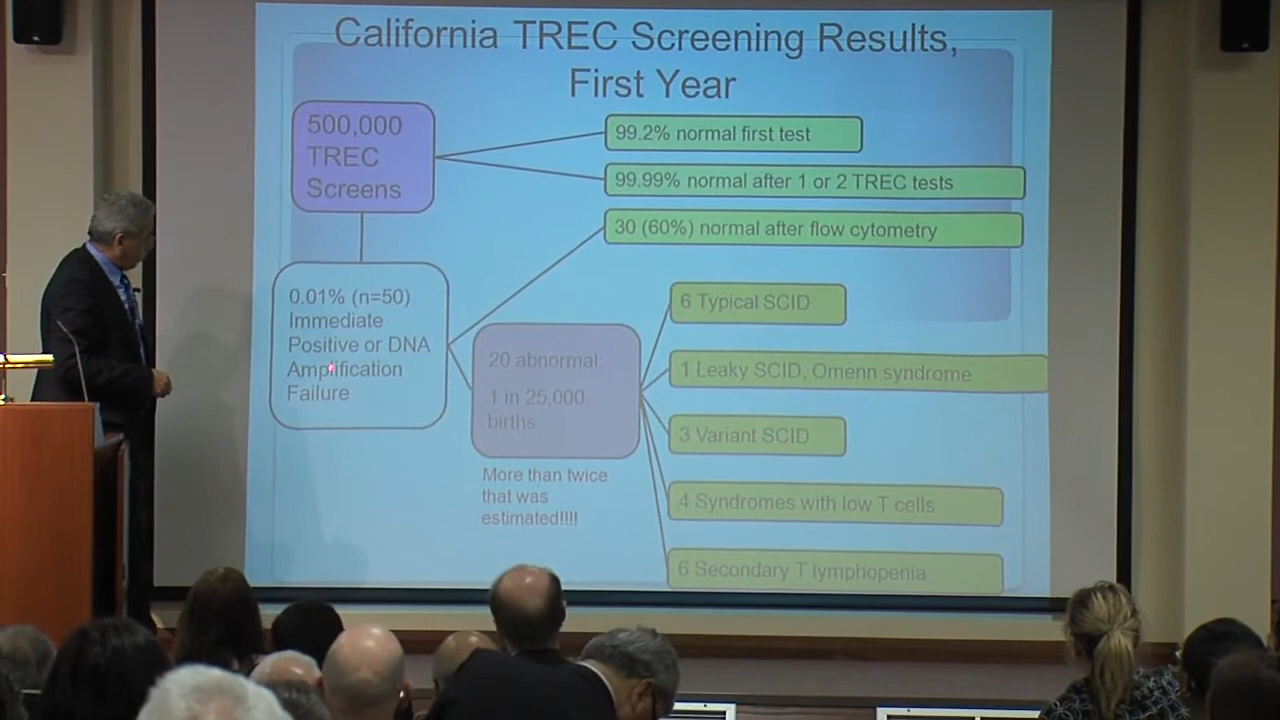 California TREC Screening Results,
First Year
500,000
TREC
Screens
99.2% normal first test
99.99% normal after 1 or 2 TREC tests
30 (60%) normal after flow cytometry
0.01% (n=50)
Immediate
Positive or DNA
Amplification
Failure
20 abnormal:
1 in 25,000
births
More than twice
that was
estimated!!!!
6 Typical SCID
1 Leaky SCID, Omenn syndrome
3 Variant SCID
4 Syndromes with low T cells
6 Secondary T lymphopenia